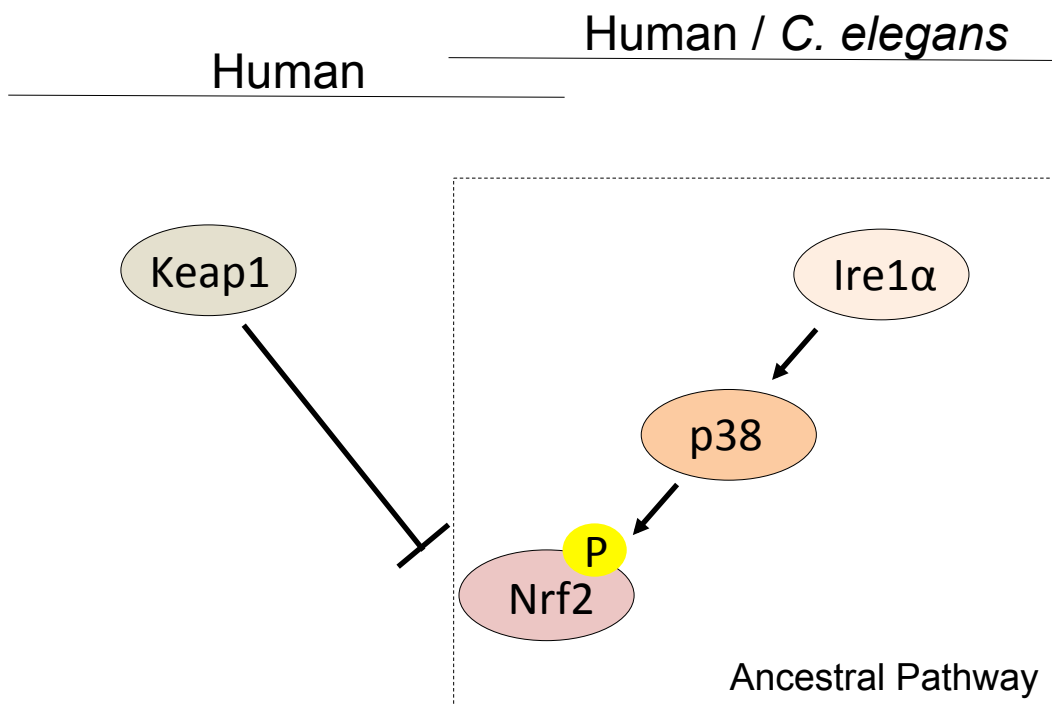 Human / C. elegans
Human
Keap1
Ire1α
p38
P
Nrf2
Ancestral Pathway